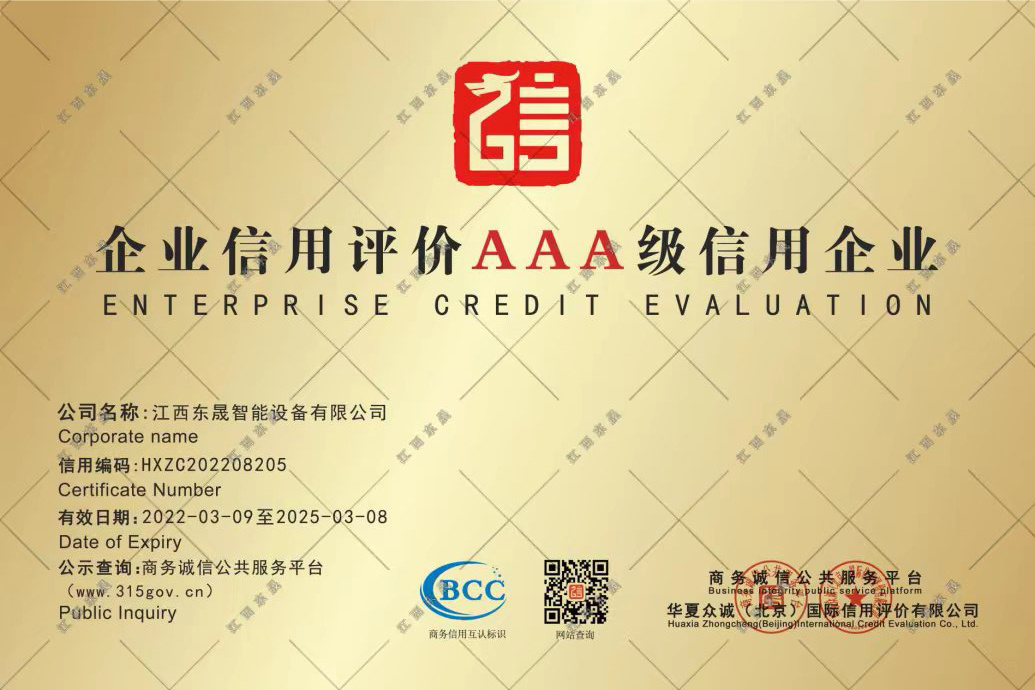 信
企业信用评价AAA级信用企业
ENTERPRISE CREDIT EVALUATION
公司名称:江西东晟智能设备有限公司
Corporate name
信用编码:HXZC202208205
Certificate Number
有效日期:2022-03-09至2025-03-08
Date of Expiry
公示查询:商务诚信公共服务平台
（www.315gov.cn）
Public Inquiry
BCC
商务信用互认标识
网站查询
商务诚信公共服务平台
Business integrity public service platform
华夏众诚（北京）国际信用评价有限公司
Huaxia Zhongcheng(Beijing)International Credit Evaluation Co., Ltd.